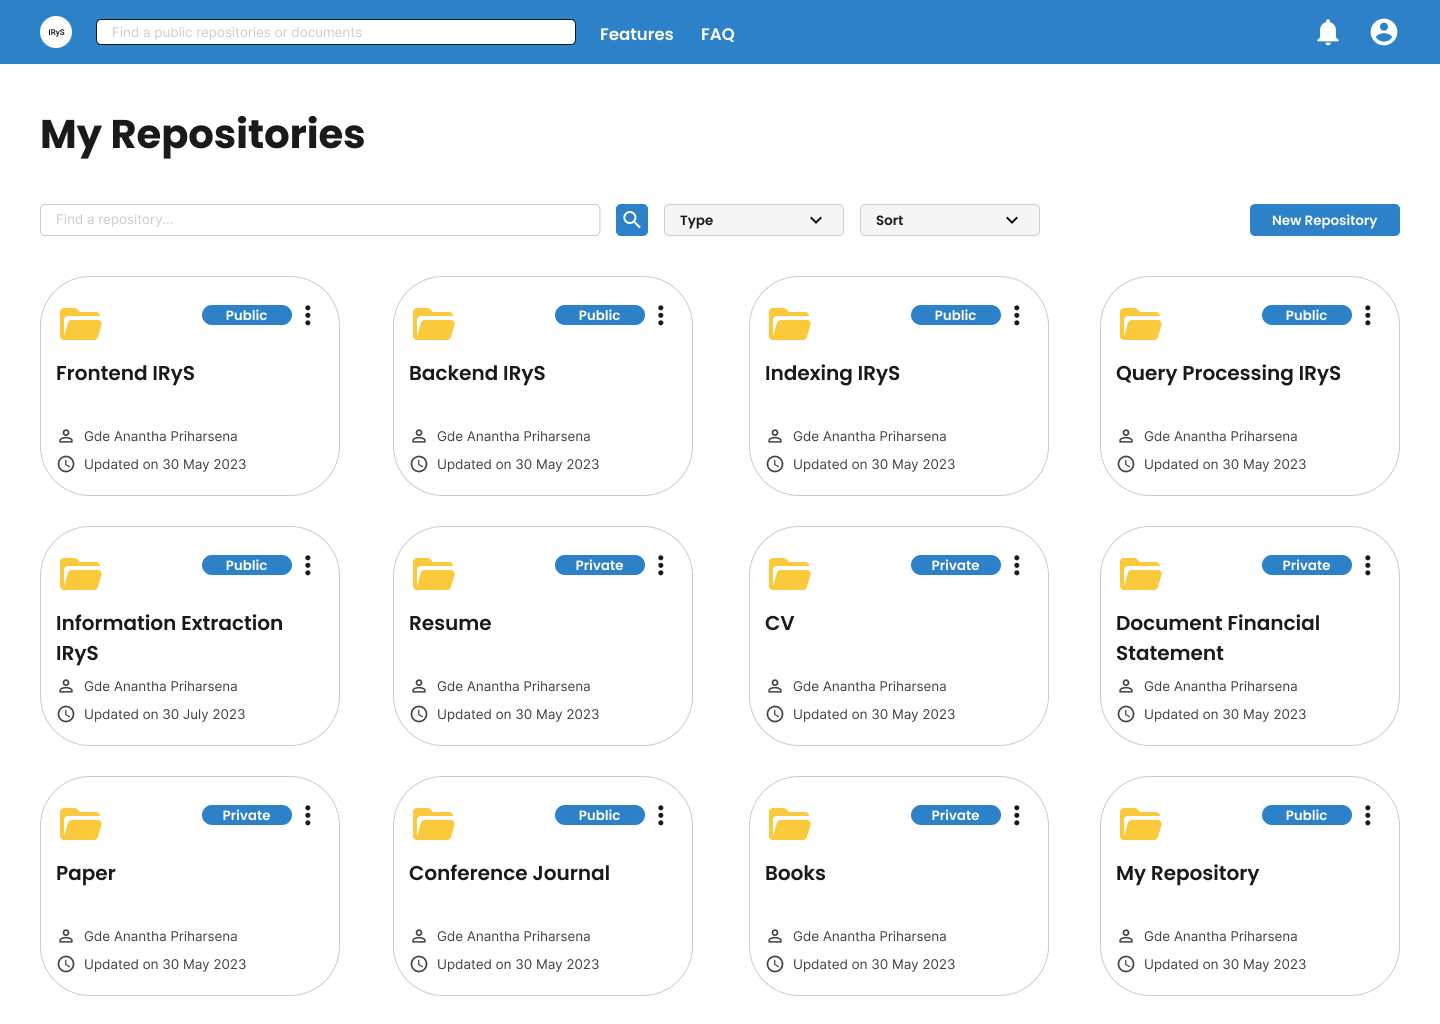 IRyS
Find a public repositories or documents
Features
FAQ
My Repositories
Find a repository...
Type
Sort
New Repository
Public
Frontend IRyS
Gde Anantha Priharsena
Updated on 30 May 2023
Public
Backend IRyS
Gde Anantha Priharsena
Updated on 30 May 2023
Public
Indexing IRyS
Gde Anantha Priharsena
Updated on 30 May 2023
Public
Query Processing IRyS
Gde Anantha Priharsena
Updated on 30 May 2023
Public
Information Extraction
IRyS
Gde Anantha Priharsena
Updated on 30 July 2023
Private
Resume
Gde Anantha Priharsena
Updated on 30 May 2023
Private
CV
Gde Anantha Priharsena
Updated on 30 May 2023
Private
Document Financial
Statement
Gde Anantha Priharsena
Updated on 30 May 2023
Private
Paper
Gde Anantha Priharsena
Updated on 30 May 2023
Public
Conference Journal
Gde Anantha Priharsena
Updated on 30 May 2023
Private
Books
Gde Anantha Priharsena
Updated on 30 May 2023
Public
My Repository
Gde Anantha Priharsena
Updated on 30 May 2023